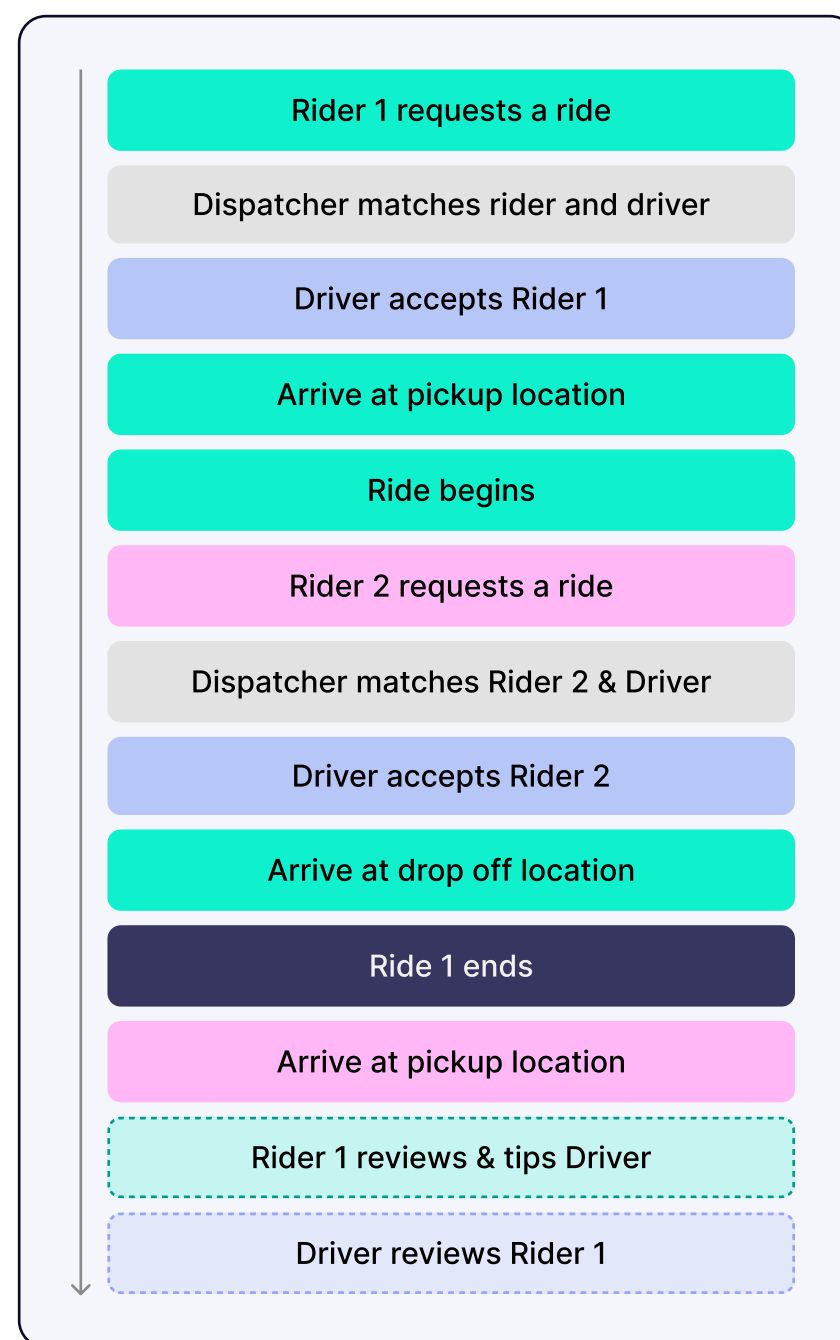 Rider 1 requests a ride
Dispatcher matches rider and driver
Driver accepts Rider 1
Arrive at pickup location
Ride begins
Rider 2 requests a ride
Dispatcher matches Rider 2 & Driver
Driver accepts Rider 2
Arrive at drop off location
Ride 1 ends
Arrive at pickup location
Rider 1 reviews & tips Driver
Driver reviews Rider 1